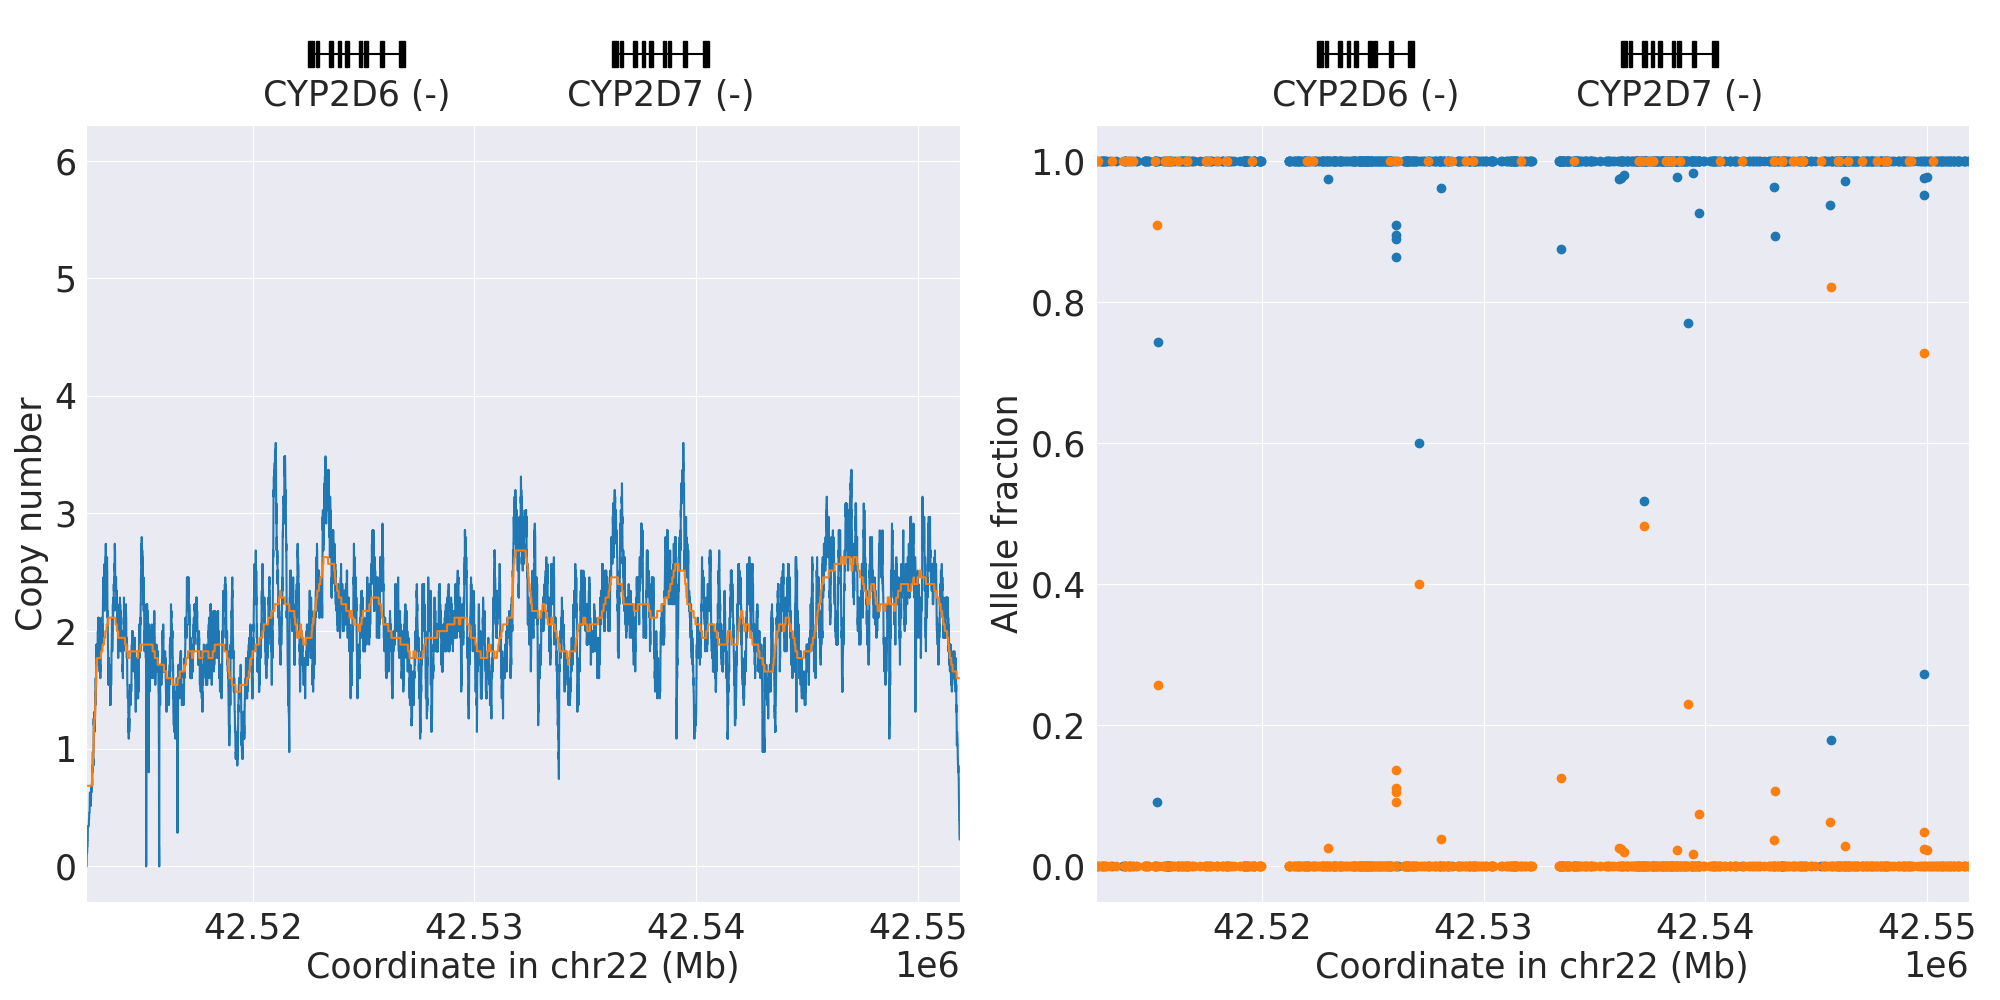 CYP2D6 (-) CYP2D7 (-)
6
5
4
3
2
1
0
Copy number
42.52 42.53 42.54 42.55
Coordinate in chr22 (Mb)
1e6
CYP2D6 (-) CYP2D7 (-)
1.0
0.8
0.6
0.4
0.2
0.0
Allele fraction
42.52 42.53 42.54 42.55
Coordinate in chr22 (Mb)
1e6